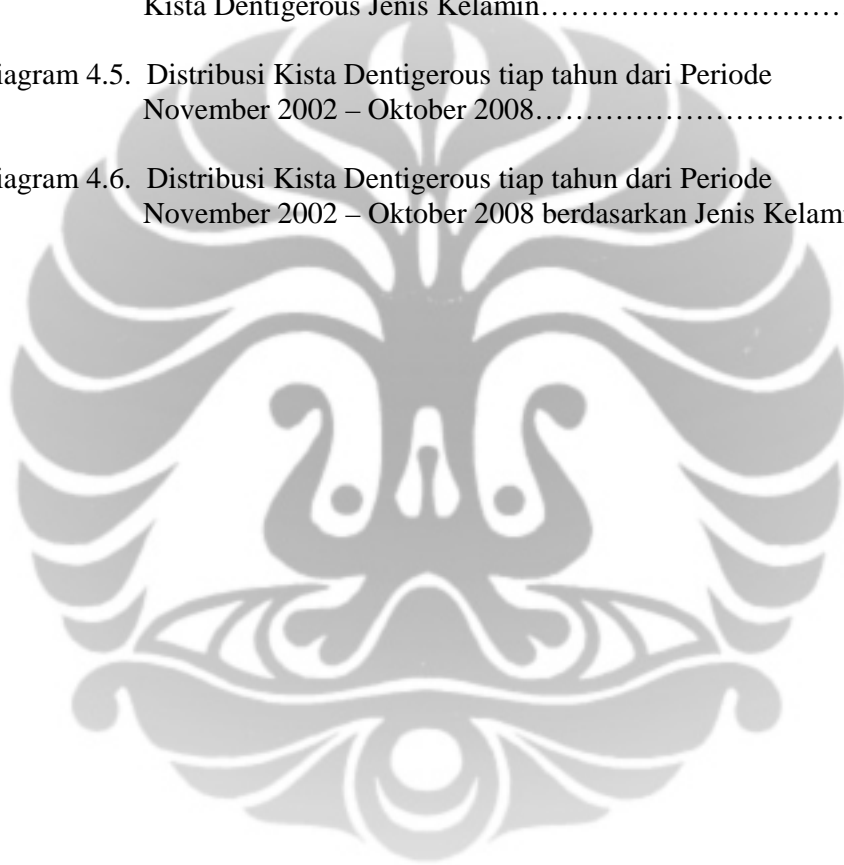 Kista Dentigerous Jenis Kelamin…………………………
iagram 4.5. Distribusi Kista Dentigerous tiap tahun dari Periode
November 2002 – Oktober 2008…………………………
iagram 4.6. Distribusi Kista Dentigerous tiap tahun dari Periode
November 2002 – Oktober 2008 berdasarkan Jenis Kelam